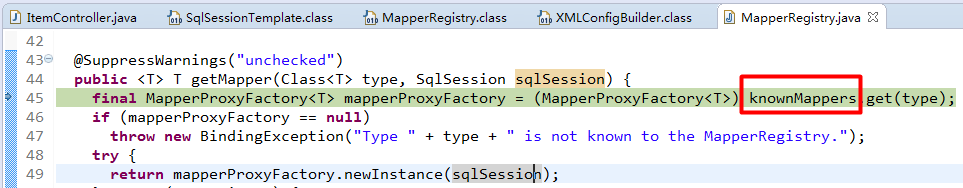 ItemController.java SqlSessionTemplate.class MapperRegistry.class XMLConfigBuilder.class MapperRegistry.java
42
43 @SuppressWarnings("unchecked")
44 public <T> T getMapper(Class<T> type, SqlSession sqlSession) {
45 final MapperProxyFactory<T> mapperProxyFactory = (MapperProxyFactory<T>) knownMappers.get(type);
46 if (mapperProxyFactory == null)
47 throw new BindingException("Type " + type + " is not known to the MapperRegistry.");
48 try {
49 return mapperProxyFactory.newInstance(sqlSession);